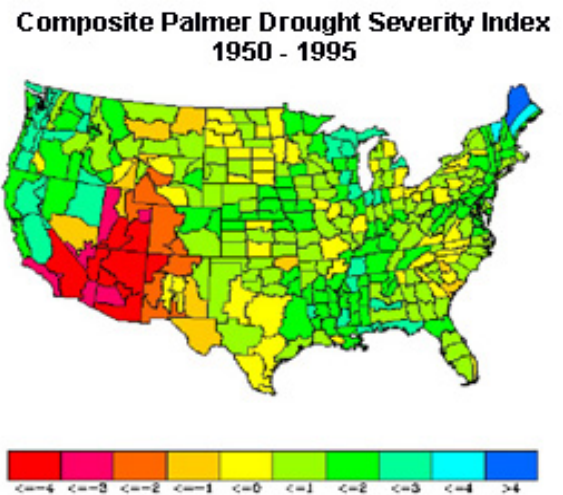 Composite Palmer Drought Severity Index
1950 - 1995
<=-4 <=-3 <=-2 <=-1 <=0 <=1 <=2 <=3 <=4 >4